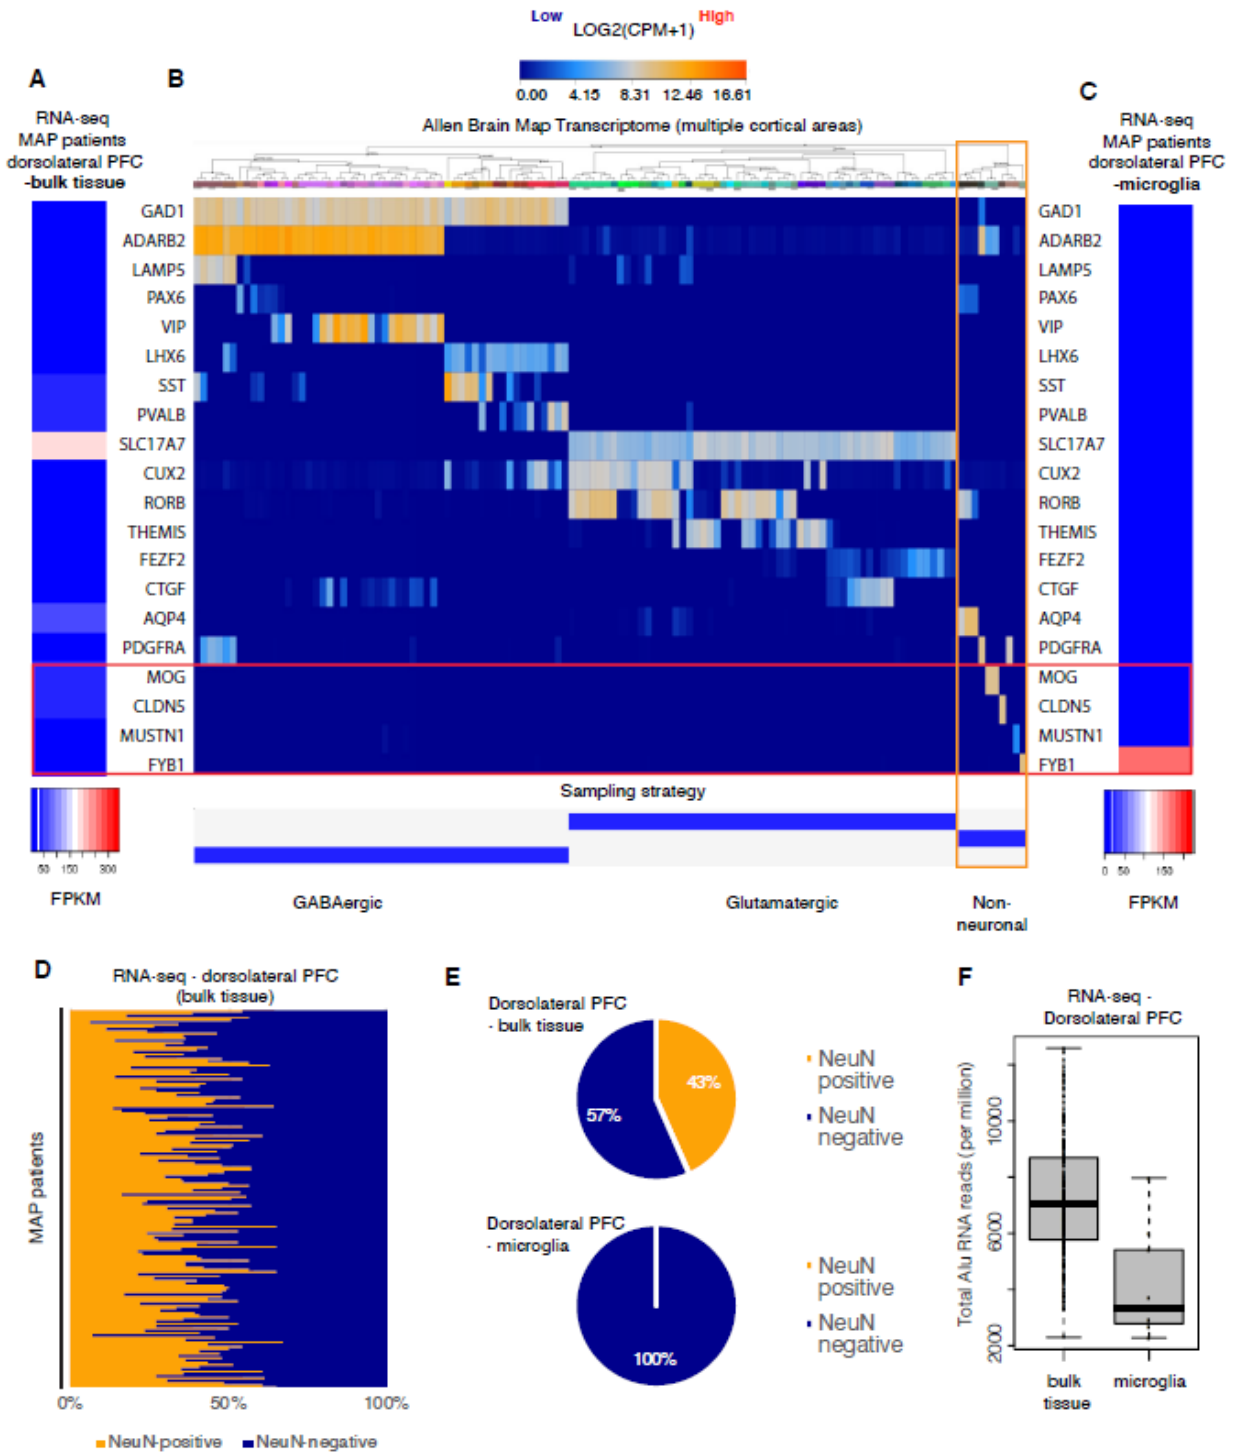 Low
High
LOG2(CPM+1)
0.00 4.15 8.31 12.46 16.61
A
B
C
RNA-seq
MAP patients
dorsolateral PFC
-bulk tissue
Allen Brain Map Transcriptome (multiple cortical areas)
RNA-seq
MAP patients
dorsolateral PFC
-microglia
GAD1 GAD1
ADARB2 ADARB2
LAMP5 LAMP5
PAX6 PAX6
VIP VIP
LHX6 LHX6
SST SST
PVALB PVALB
SLC17A7 SLC17A7
CUX2 CUX2
RORB RORB
THEMIS THEMIS
FEZF2 FEZF2
CTGF CTGF
AQP4 AQP4
PDGFRA PDGFRA
MOG MOG
CLDN5 CLDN5
MUSTN1 MUSTN1
FYB1 FYB1
Sampling strategy
50 150 300
FPKM
0 50 150
FPKM
GABAergic
Glutamatergic
Non-
neuronal
D
RNA-seq - dorsolateral PFC
(bulk tissue)
MAP patients
0% 50% 100%
NeuN-positive NeuN-negative
E
Dorsolateral PFC
- bulk tissue
43%
57%
NeuN
positive
NeuN
negative
Dorsolateral PFC
- microglia
100%
NeuN
positive
NeuN
negative
F
RNA-seq -
Dorsolateral PFC
Total Alu RNA reads (per million)
10000
6000
2000
bulk
tissue
microglia